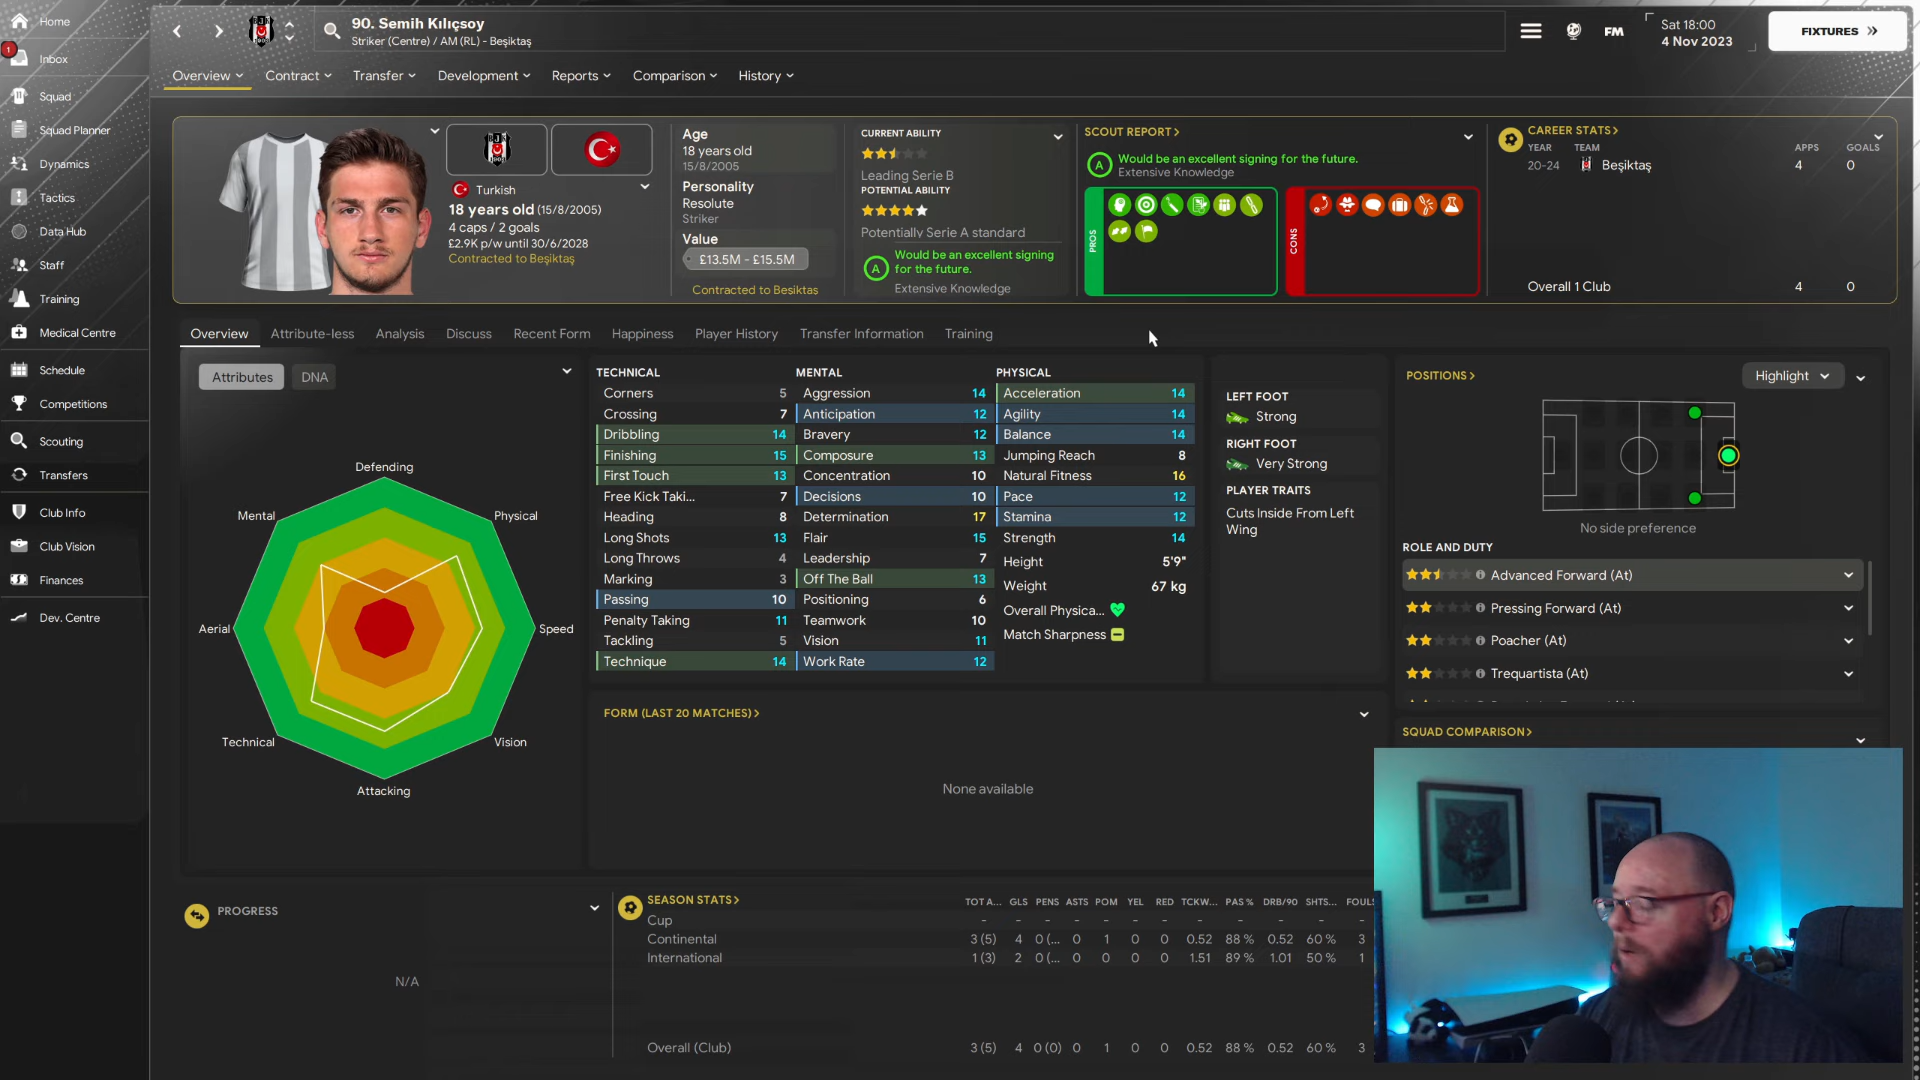 Home
1
Inbox
Squad
Squad Planner
Dynamics
Tactics
Data Hub
Staff
Training
Medical Centre
Schedule
Competitions
Scouting
Transfers
Club Info
Club Vision
Finances
Dev. Centre
90. Semih Kılıçsoy
Striker (Centre) / AM (RL) - Beşiktaş
FM
Sat 18:00
4 Nov 2023
FIXTURES
Overview Contract Transfer Development Reports Comparison History
Turkish
18 years old (15/8/2005)
4 caps / 2 goals
£2.9K p/w until 30/6/2028
Contracted to Beşiktaş
Age
18 years old
15/8/2005
Personality
Resolute
Striker
Value
£13.5M - £15.5M
Contracted to Besiktas
CURRENT ABILITY
Leading Serie B
POTENTIAL ABILITY
Potentially Serie A standard
A Would be an excellent signing
for the future.
Extensive Knowledge
SCOUT REPORT
A Would be an excellent signing for the future.
Extensive Knowledge
PROS
CONS
CAREER STATS
YEAR TEAM APPS GOALS
20-24 Beşiktaş 4 0
Overall 1 Club 4 0
Overview Attribute-less Analysis Discuss Recent Form Happiness Player History Transfer Information Training
Attributes DNA
Defending
Physical
Speed
Vision
Attacking
Technical
Aerial
Mental
TECHNICAL
Corners 5
Crossing 7
Dribbling 14
Finishing 15
First Touch 13
Free Kick Taki... 7
Heading 8
Long Shots 13
Long Throws 4
Marking 3
Passing 10
Penalty Taking 11
Tackling 5
Technique 14
MENTAL
Aggression 14
Anticipation 12
Bravery 12
Composure 13
Concentration 10
Decisions 10
Determination 17
Flair 15
Leadership 7
Off The Ball 13
Positioning 6
Teamwork 10
Vision 11
Work Rate 12
PHYSICAL
Acceleration 14
Agility 14
Balance 14
Jumping Reach 8
Natural Fitness 16
Pace 12
Stamina 12
Strength 14
Height 5'9"
Weight 67 kg
Overall Physica...
Match Sharpness
LEFT FOOT
Strong
RIGHT FOOT
Very Strong
PLAYER TRAITS
Cuts Inside From Left
Wing
POSITIONS
Highlight
No side preference
ROLE AND DUTY
Advanced Forward (At)
Pressing Forward (At)
Poacher (At)
Trequartista (At)
SQUAD COMPARISON
FORM (LAST 20 MATCHES)
None available
PROGRESS
N/A
SEASON STATS
TOT A... GLS PENS ASTS POM YEL RED TCKW... PAS % DRB/90 SHTS... FOULS
Cup - - - - - - - - - - - -
Continental 3 (5) 4 0 (... 0 1 0 0 0.52 88 % 0.52 60 % 3
International 1 (3) 2 0 (... 0 0 0 0 1.51 89 % 1.01 50 % 1
Overall (Club) 3 (5) 4 0 (0) 0 1 0 0 0.52 88 % 0.52 60 % 3